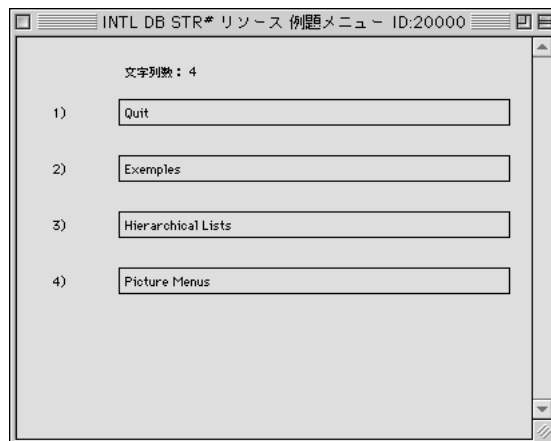 INTL DB STR# リソース 例題メニュー ID:20000
文字列数： 4
1) Quit
2) Exemples
3) Hierarchical Lists
4) Picture Menus